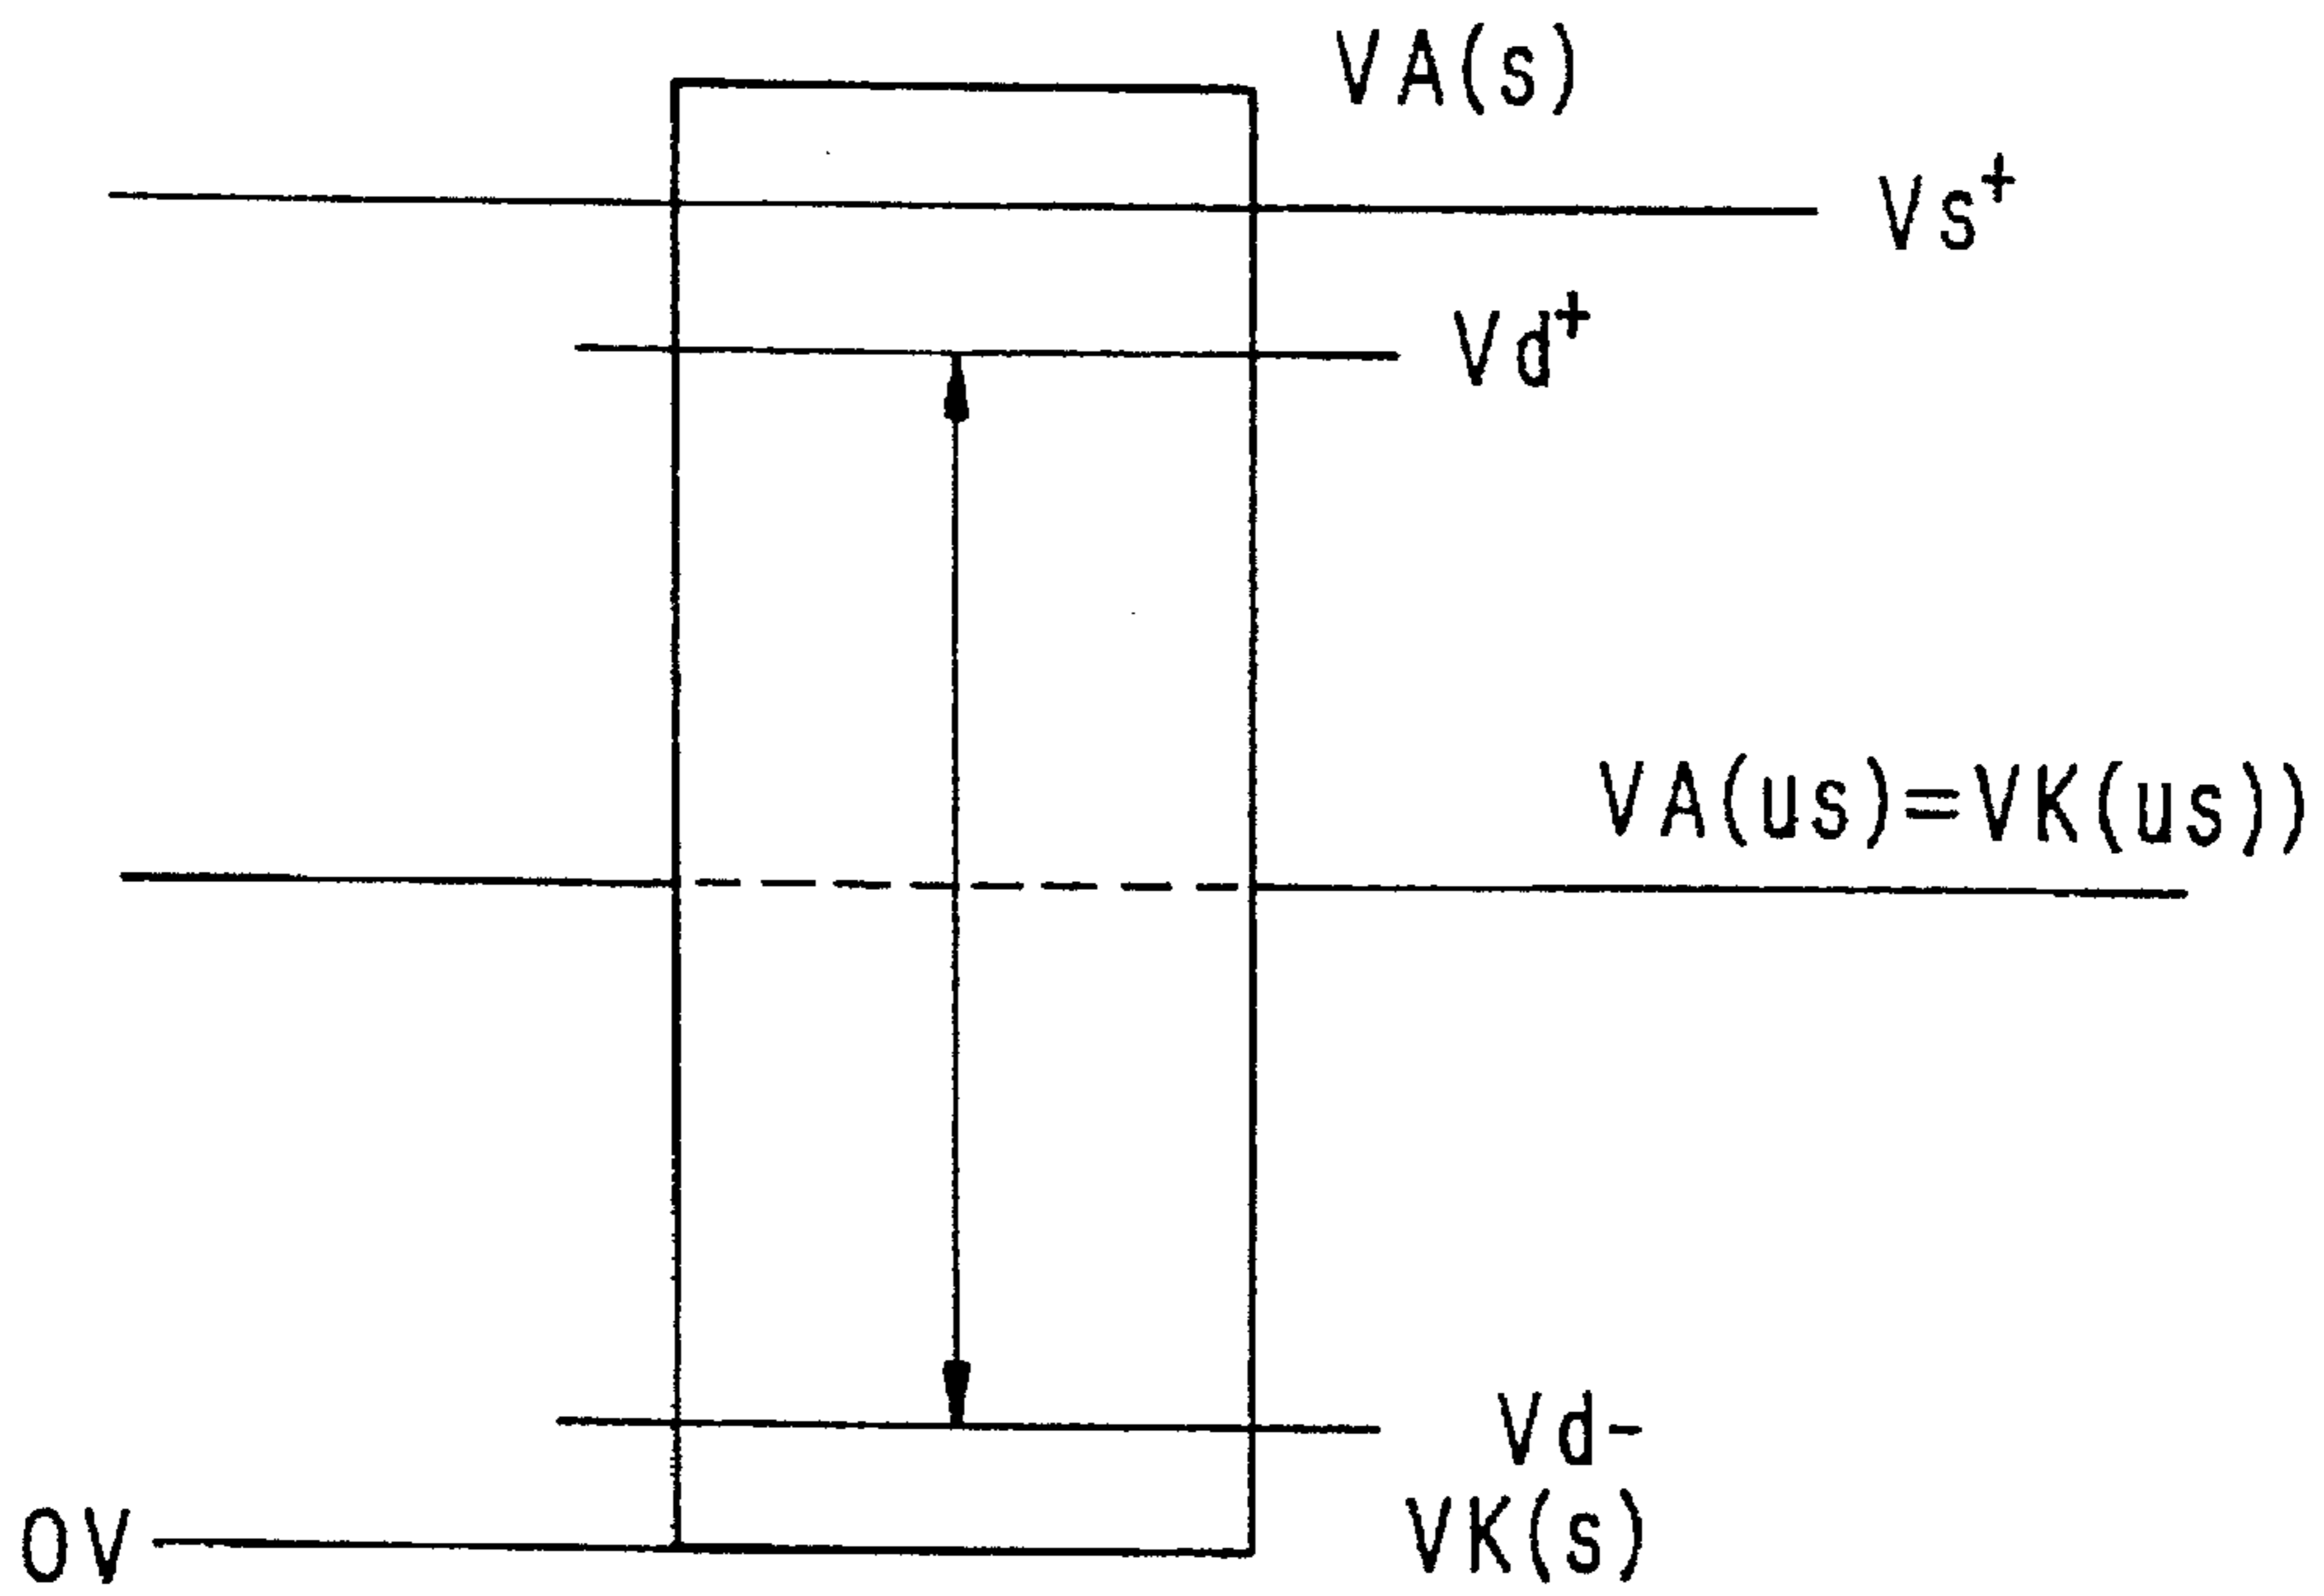 VA(s)
Vs⁺
Vd⁺
VA(us)=VK(us))
Vd-
VK(s)
0V